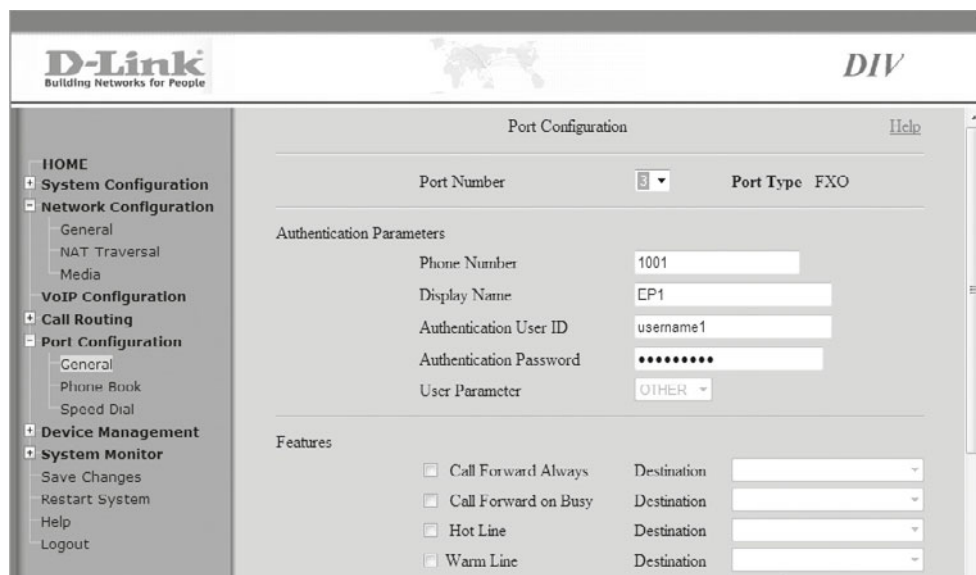 D-Link
Building Networks for People
DIV
HOME
System Configuration
Network Configuration
General
NAT Traversal
Media
VoIP Configuration
Call Routing
Port Configuration
General
Phone Book
Speed Dial
Device Management
System Monitor
Save Changes
Restart System
Help
Logout
Port Configuration Help
Port Number 3 Port Type FXO
Authentication Parameters
Phone Number 1001
Display Name EP1
Authentication User ID username1
Authentication Password •••••••••
User Parameter OTHER
Features
Call Forward Always Destination
Call Forward on Busy Destination
Hot Line Destination
Warm Line Destination